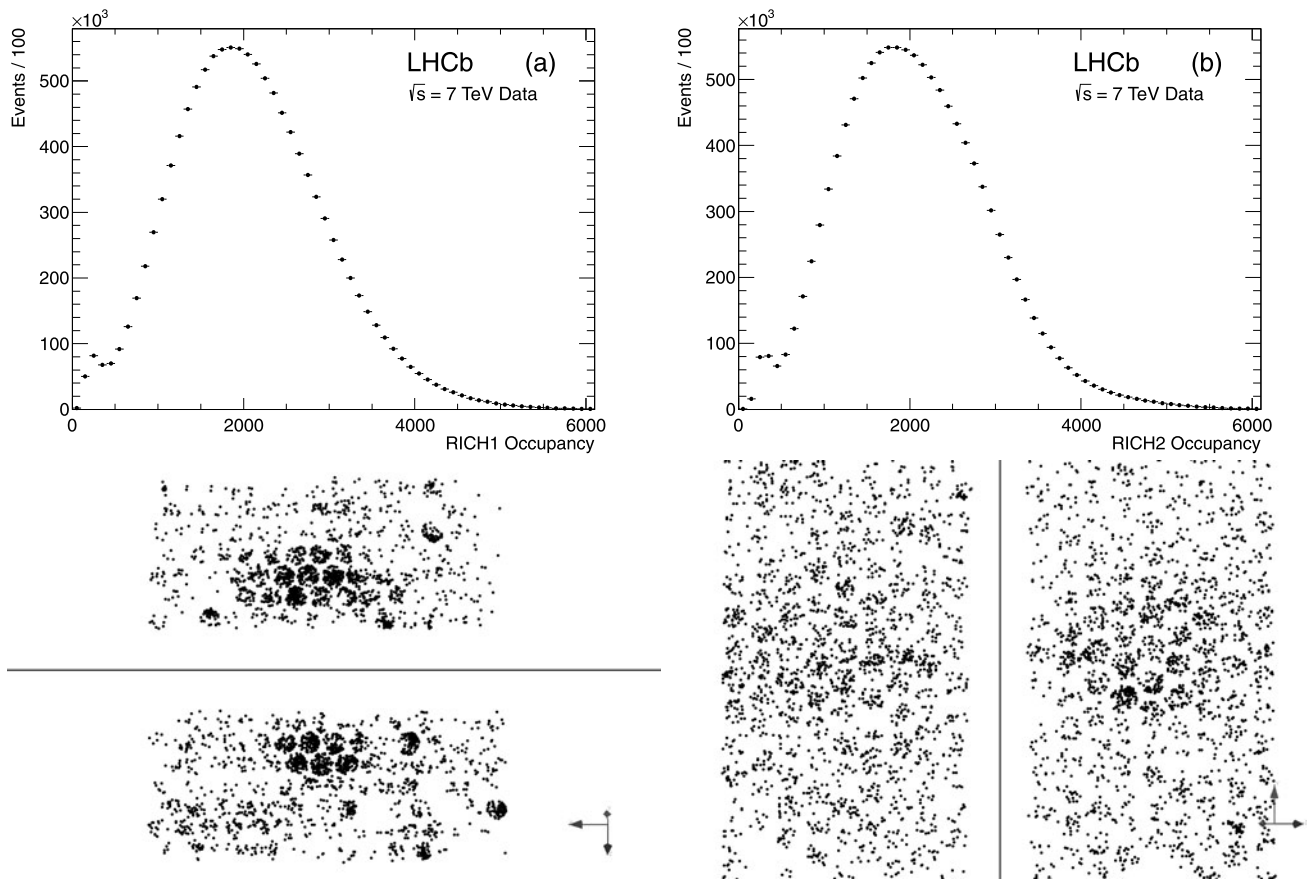 ×10³
Events / 100
LHCb (a)
√s = 7 TeV Data
500
400
300
200
100
0
0 2000 4000 6000
RICH1 Occupancy
×10³
Events / 100
LHCb (b)
√s = 7 TeV Data
500
400
300
200
100
0
0 2000 4000 6000
RICH2 Occupancy